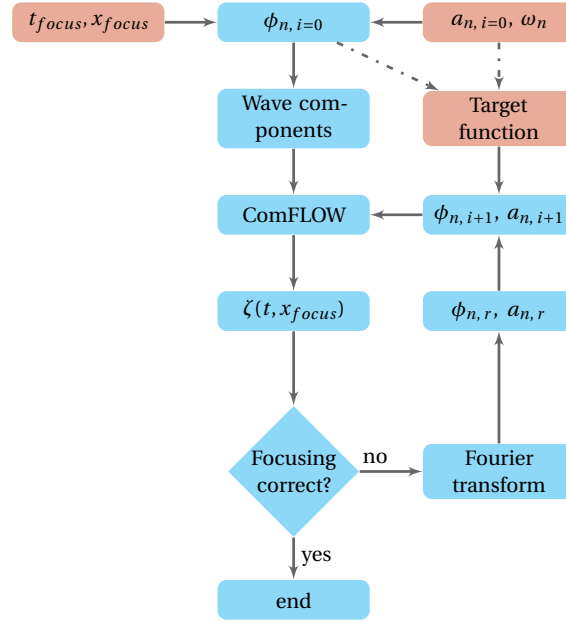 t_focus, x_focus
ϕ_n, i=0
a_n, i=0, ω_n
Wave com-
ponents
Target
function
ComFLOW
ϕ_n, i+1, a_n, i+1
ζ(t, x_focus)
ϕ_n, r, a_n, r
Focusing
correct?
no
Fourier
transform
yes
end